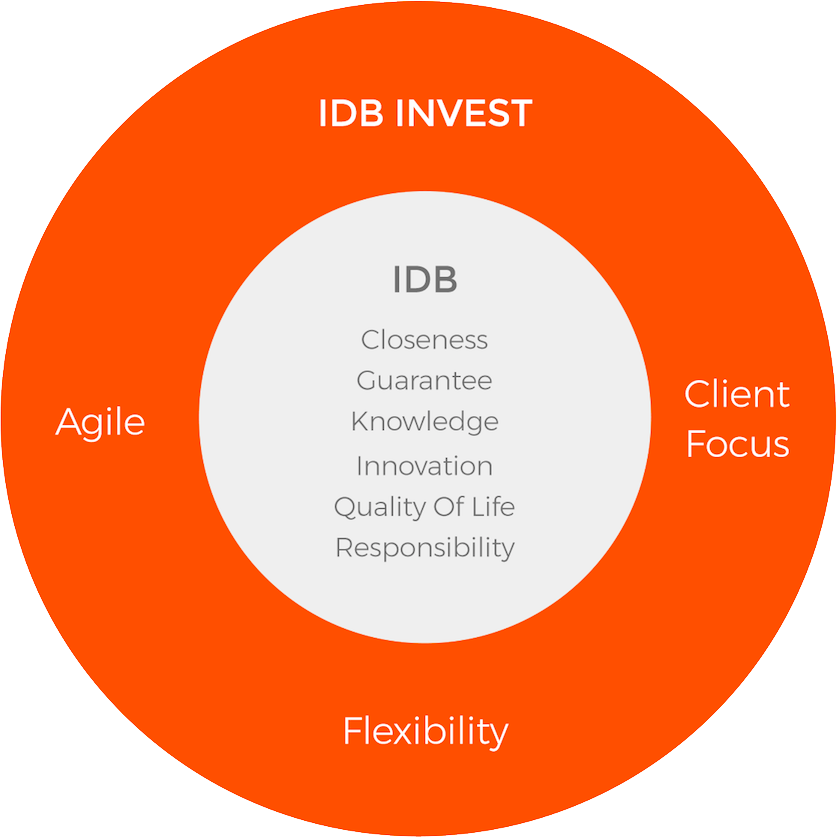 IDB INVEST
IDB
Closeness
Guarantee
Knowledge
Innovation
Quality Of Life
Responsibility
Agile
Client
Focus
Flexibility